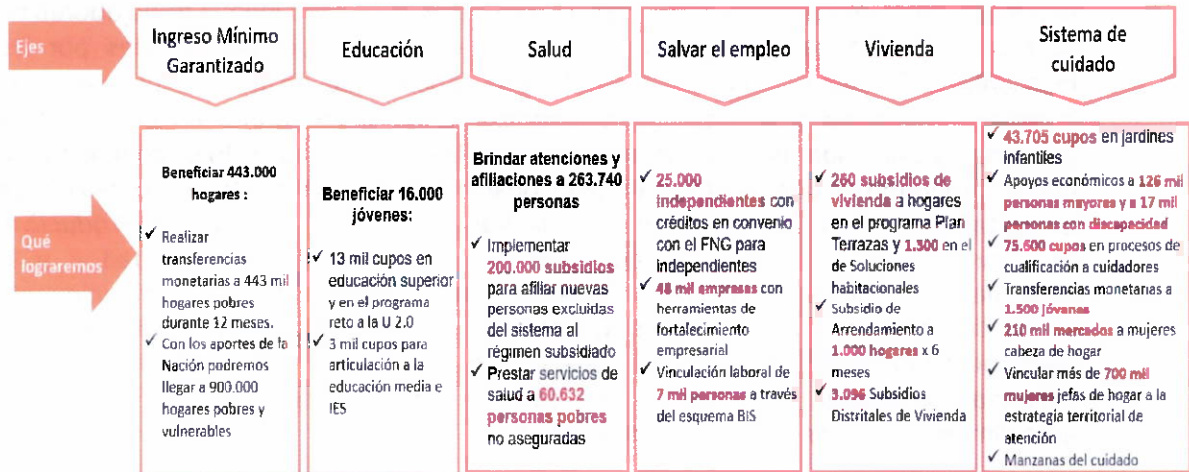 Ejes
Ingreso Mínimo
Garantizado
Educación
Salud
Salvar el empleo
Vivienda
Sistema de
cuidado
Qué
lograremos
Beneficiar 443.000
hogares :
✓ Realizar
transferencias
monetarias a 443 mil
hogares pobres
durante 12 meses.
✓ Con los aportes de la
Nación podremos
llegar a 900.000
hogares pobres y
vulnerables
Beneficiar 16.000
jóvenes:
✓ 13 mil cupos en
educación superior
y en el programa
reto a la U 2.0
✓ 3 mil cupos para
articulación a la
educación media e
IES
Brindar atenciones y
afiliaciones a 263.740
personas
✓ Implementar
200.000 subsidios
para afiliar nuevas
personas excluidas
del sistema al
régimen subsidiado
✓ Prestar servicios de
salud a 60.632
personas pobres
no aseguradas
✓ 25.000
independientes con
créditos en convenio
con el FNG para
independientes
✓ 48 mil empresas con
herramientas de
fortalecimiento
empresarial
✓ Vinculación laboral de
7 mil personas a través
del esquema BIS
✓ 260 subsidios de
vivienda a hogares
en el programa Plan
Terrazas y 1.300 en el
de Soluciones
habitacionales
✓ Subsidio de
Arrendamiento a
1.000 hogares x 6
meses
✓ 3.096 Subsidios
Distritales de Vivienda
✓ 43.705 cupos en jardines
infantiles
✓ Apoyos económicos a 126 mil
personas mayores y a 17 mil
personas con discapacidad
✓ 75.600 cupos en procesos de
cualificación a cuidadores
✓ Transferencias monetarias a
1.500 jóvenes
✓ 210 mil mercados a mujeres
cabeza de hogar
✓ Vincular más de 700 mil
mujeres jefas de hogar a la
estrategia territorial de
atención
✓ Manzanas del cuidado